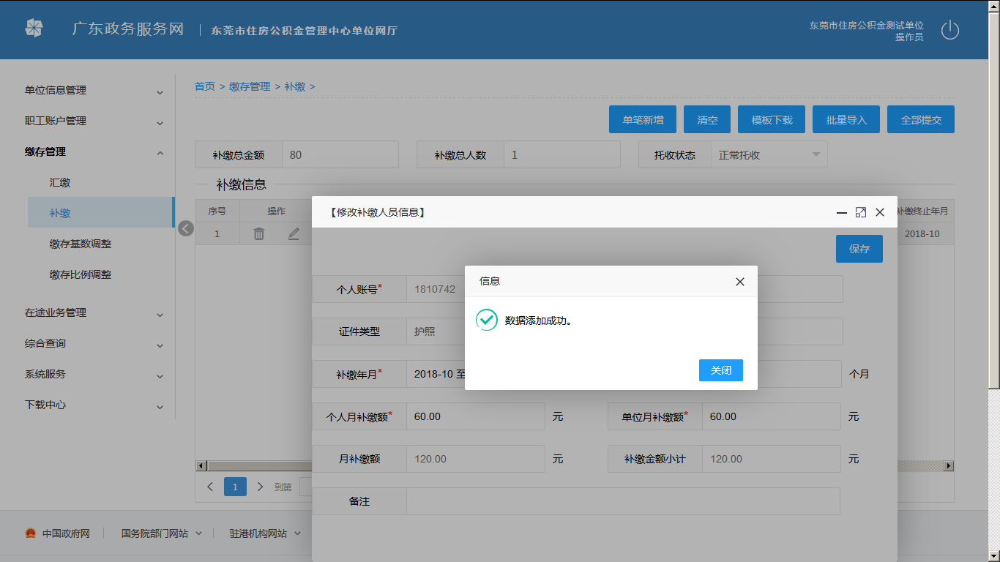 广东政务服务网 | 东莞市住房公积金管理中心单位网厅
东莞市住房公积金测试单位
操作员
单位信息管理
职工账户管理
缴存管理
汇缴
补缴
缴存基数调整
缴存比例调整
在途业务管理
综合查询
系统服务
下载中心
首页 > 缴存管理 > 补缴 >
单笔新增 清空 模板下载 批量导入 全部提交
补缴总金额 80 补缴总人数 1 托收状态 正常托收
补缴信息
序号 操作 补缴终止年月
1 2018-10
【修改补缴人员信息】
保存
个人账号* 1810742
证件类型 护照
补缴年月* 2018-10 至 个月
个人月补缴额* 60.00 元 单位月补缴额* 60.00 元
月补缴额 120.00 元 补缴金额小计 120.00 元
备注
信息
数据添加成功。
关闭
1 到第
中国政府网 国务院部门网站 驻港机构网站